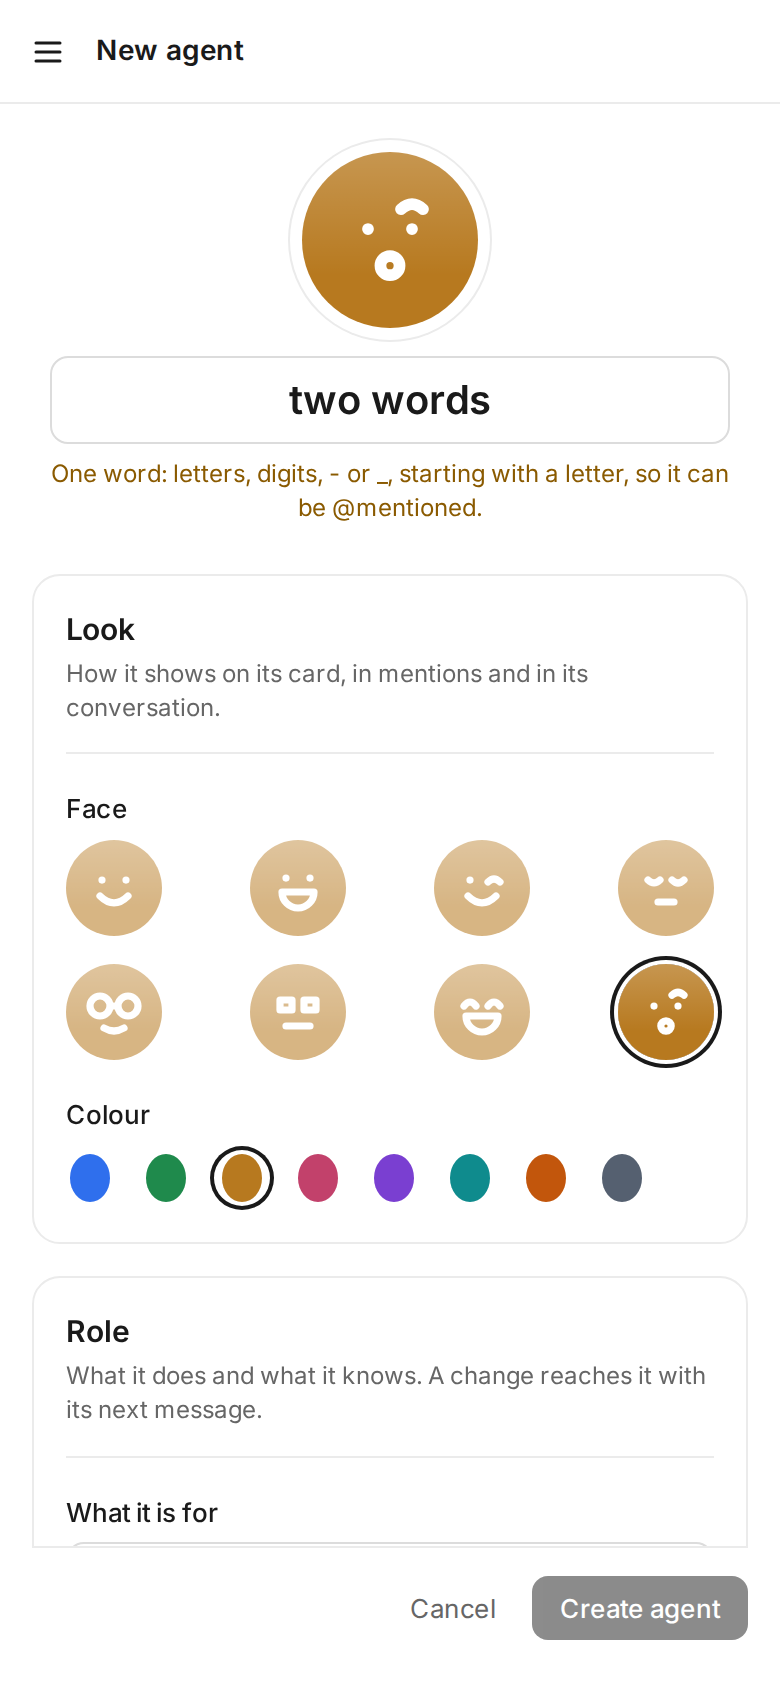 New agent
two words
One word: letters, digits, - or _, starting with a letter, so it can
be @mentioned.
Look
How it shows on its card, in mentions and in its
conversation.
Face
Colour
Role
What it does and what it knows. A change reaches it with
its next message.
What it is for
Cancel
Create agent